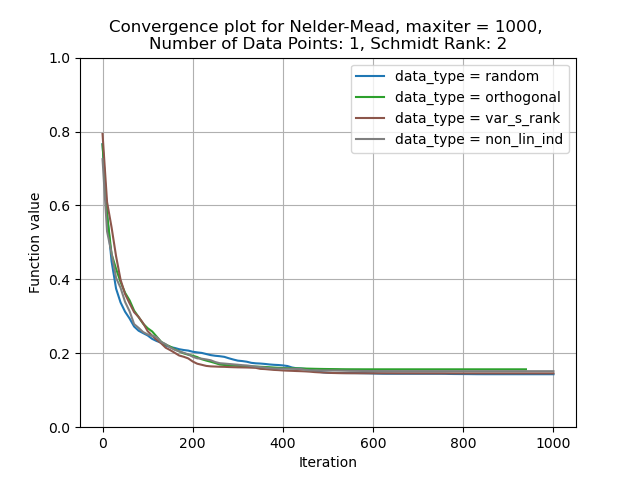 Convergence plot for Nelder-Mead, maxiter = 1000,
Number of Data Points: 1, Schmidt Rank: 2
data_type = random
data_type = orthogonal
data_type = var_s_rank
data_type = non_lin_ind
Function value
1.0
0.8
0.6
0.4
0.2
0.0
0 200 400 600 800 1000
Iteration